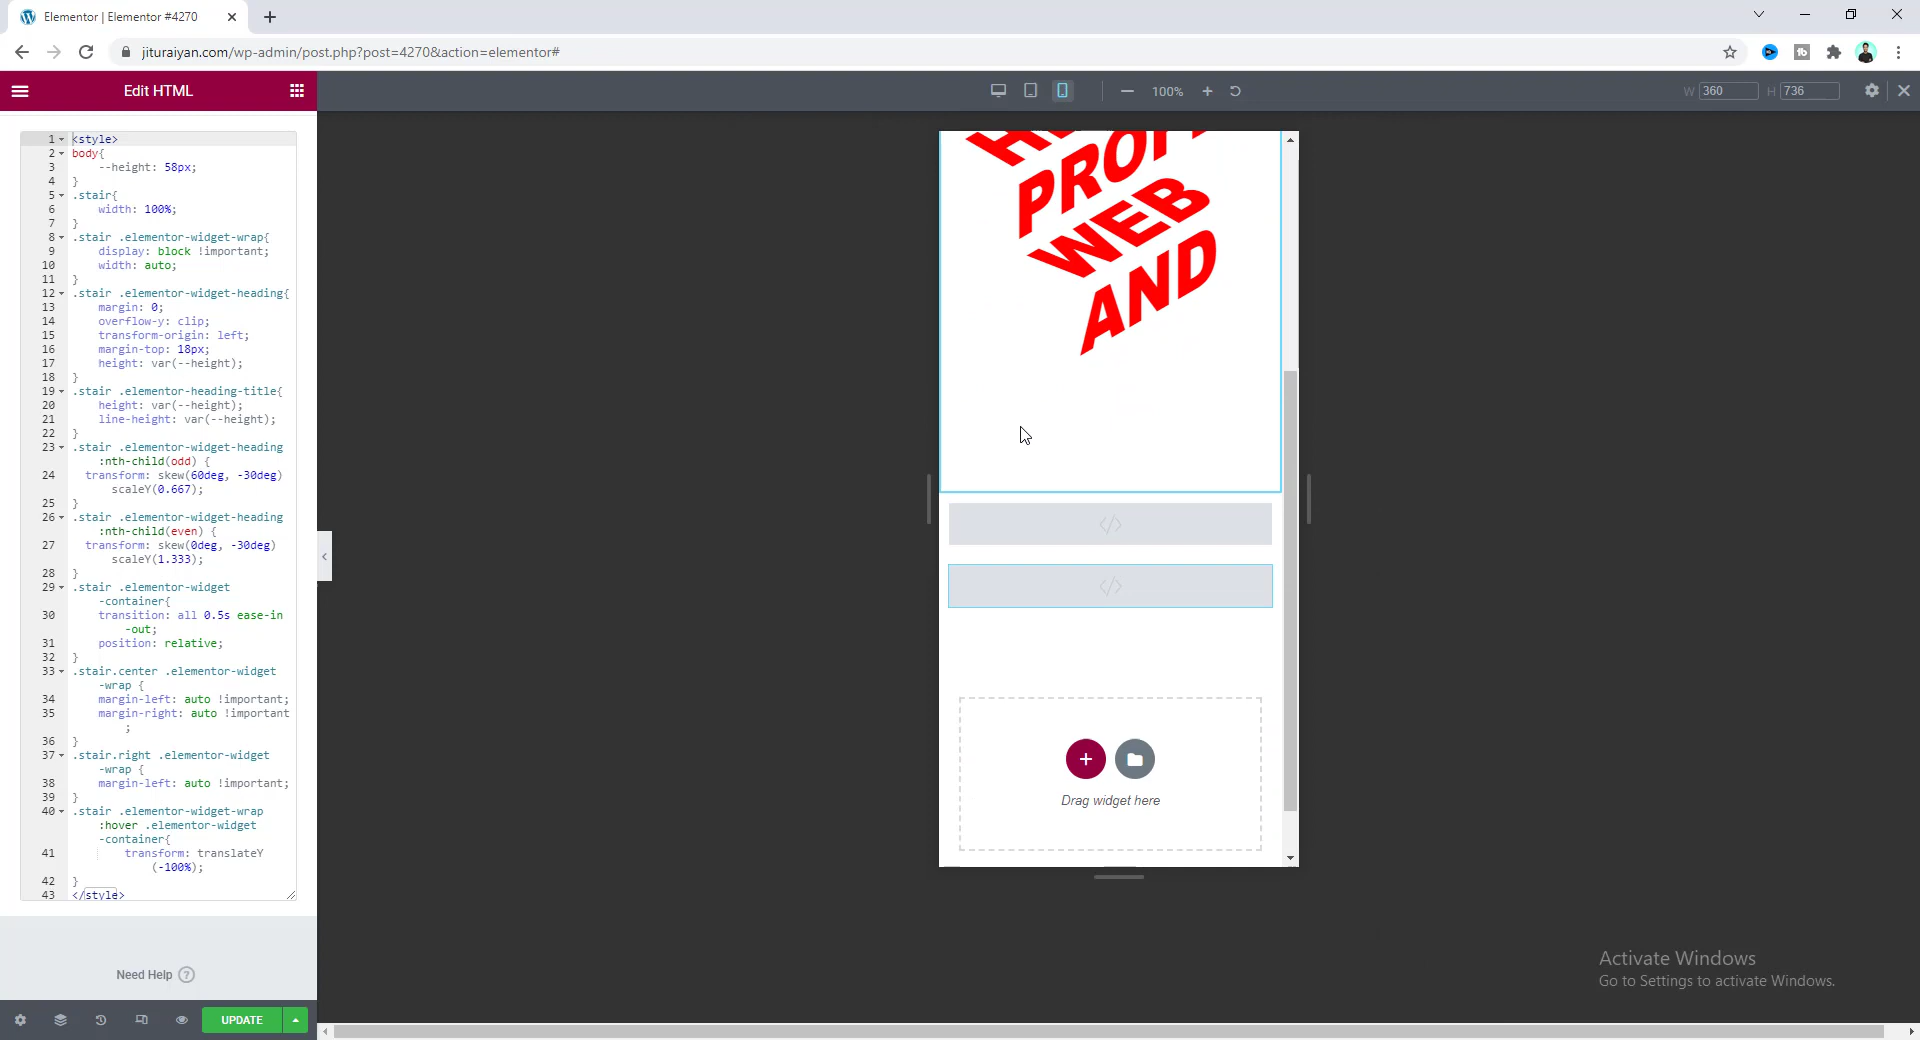 Elementor | Elementor #4270
jituraiyan.com/wp-admin/post.php?post=4270&action=elementor#
Edit HTML
100%
W 360 H 736
1 <style>
2 body{
3 --height: 58px;
4 }
5 .stair{
6 width: 100%;
7 }
8 .stair .elementor-widget-wrap{
9 display: block !important;
10 width: auto;
11 }
12 .stair .elementor-widget-heading{
13 margin: 0;
14 overflow-y: clip;
15 transform-origin: left;
16 margin-top: 18px;
17 height: var(--height);
18 }
19 .stair .elementor-heading-title{
20 height: var(--height);
21 line-height: var(--height);
22 }
23 .stair .elementor-widget-heading
:nth-child(odd) {
24 transform: skew(60deg, -30deg)
scaleY(0.667);
25 }
26 .stair .elementor-widget-heading
:nth-child(even) {
27 transform: skew(0deg, -30deg)
scaleY(1.333);
28 }
29 .stair .elementor-widget
-container{
30 transition: all 0.5s ease-in
-out;
31 position: relative;
32 }
33 .stair.center .elementor-widget
-wrap {
34 margin-left: auto !important;
35 margin-right: auto !important
;
36 }
37 .stair.right .elementor-widget
-wrap {
38 margin-left: auto !important;
39 }
40 .stair .elementor-widget-wrap
:hover .elementor-widget
-container{
41 transform: translateY
(-100%);
42 }
43 </style>
WEB
AND
</>
</>
Drag widget here
Need Help ?
UPDATE
Activate Windows
Go to Settings to activate Windows.